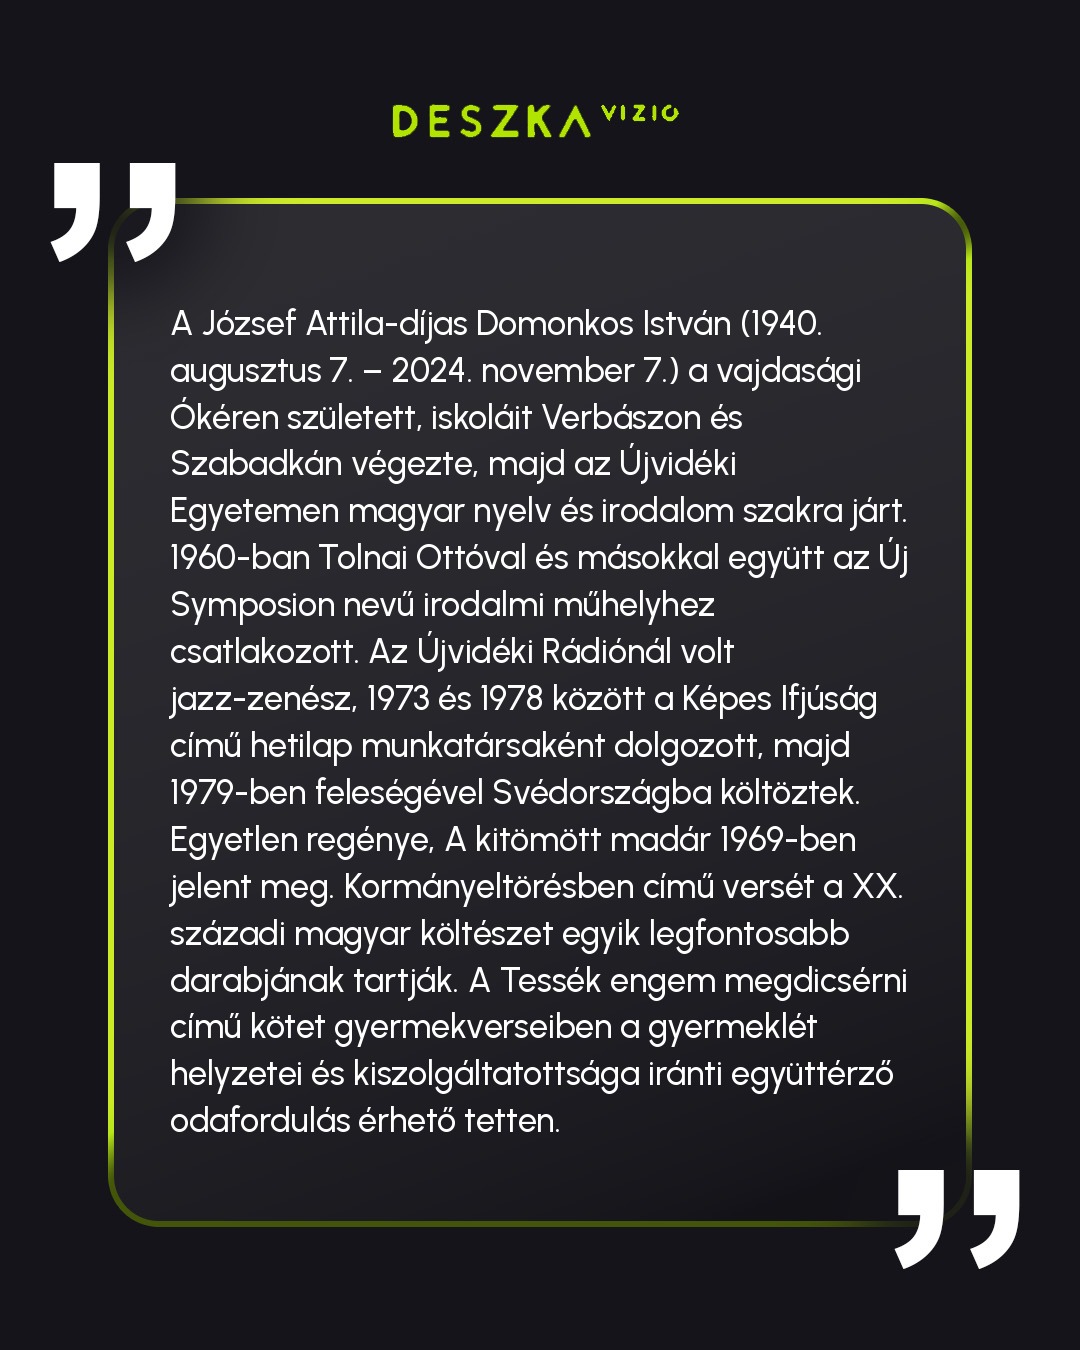 DESZKA VIZIO
”
A József Attila-díjas Domonkos István (1940.
augusztus 7. – 2024. november 7.) a vajdasági
Ókéren született, iskoláit Verbászon és
Szabadkán végezte, majd az Újvidéki
Egyetemen magyar nyelv és irodalom szakra járt.
1960-ban Tolnai Ottóval és másokkal együtt az Új
Symposion nevű irodalmi műhelyhez
csatlakozott. Az Újvidéki Rádiónál volt
jazz-zenész, 1973 és 1978 között a Képes Ifjúság
című hetilap munkatársaként dolgozott, majd
1979-ben feleségével Svédországba költöztek.
Egyetlen regénye, A kitömött madár 1969-ben
jelent meg. Kormányeltörésben című versét a XX.
századi magyar költészet egyik legfontosabb
darabjának tartják. A Tessék engem megdicsérni
című kötet gyermekverseiben a gyermeklét
helyzetei és kiszolgáltatottsága iránti együttérző
odafordulás érhető tetten.
”